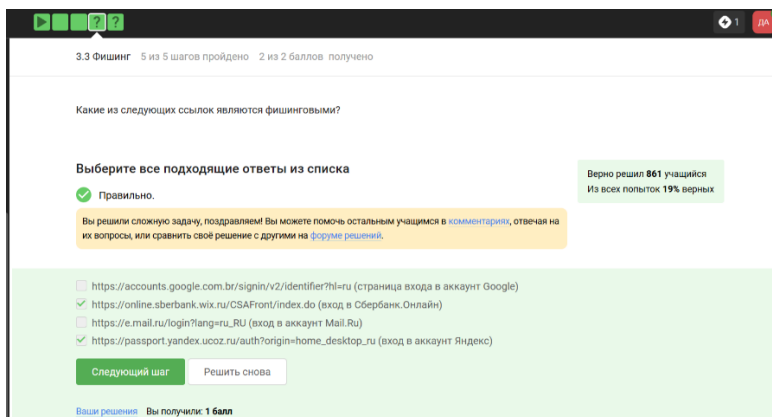 ? ?
1
ДА
3.3 Фишинг 5 из 5 шагов пройдено 2 из 2 баллов получено
Какие из следующих ссылок являются фишинговыми?
Выберите все подходящие ответы из списка
Верно решил 861 учащийся
Из всех попыток 19% верных
Правильно.
Вы решили сложную задачу, поздравляем! Вы можете помочь остальным учащимся в комментариях, отвечая на
их вопросы, или сравнить своё решение с другими на форуме решений.
https://accounts.google.com.br/signin/v2/identifier?hl=ru (страница входа в аккаунт Google)
https://online.sberbank.wix.ru/CSAFront/index.do (вход в Сбербанк.Онлайн)
https://e.mail.ru/login?lang=ru_RU (вход в аккаунт Mail.Ru)
https://passport.yandex.ucoz.ru/auth?origin=home_desktop_ru (вход в аккаунт Яндекс)
Следующий шаг Решить снова
Ваши решения Вы получили: 1 балл